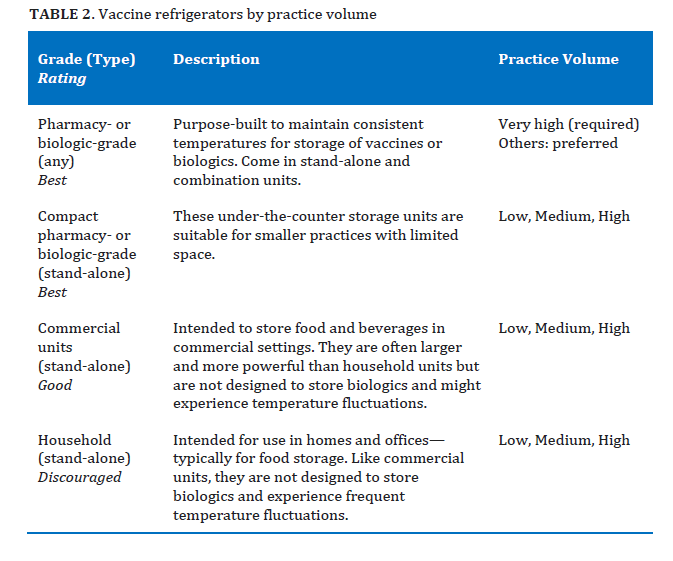 TABLE 2. Vaccine refrigerators by practice volume
Grade (Type)
Rating
Description
Practice Volume
Pharmacy- or
biologic-grade
(any)
Best
Purpose-built to maintain consistent
temperatures for storage of vaccines or
biologics. Come in stand-alone and
combination units.
Very high (required)
Others: preferred
Compact
pharmacy- or
biologic-grade
(stand-alone)
Best
These under-the-counter storage units are
suitable for smaller practices with limited
space.
Low, Medium, High
Commercial
units
(stand-alone)
Good
Intended to store food and beverages in
commercial settings. They are often larger
and more powerful than household units but
are not designed to store biologics and might
experience temperature fluctuations.
Low, Medium, High
Household
(stand-alone)
Discouraged
Intended for use in homes and offices—
typically for food storage. Like commercial
units, they are not designed to store
biologics and experience frequent
temperature fluctuations.
Low, Medium, High